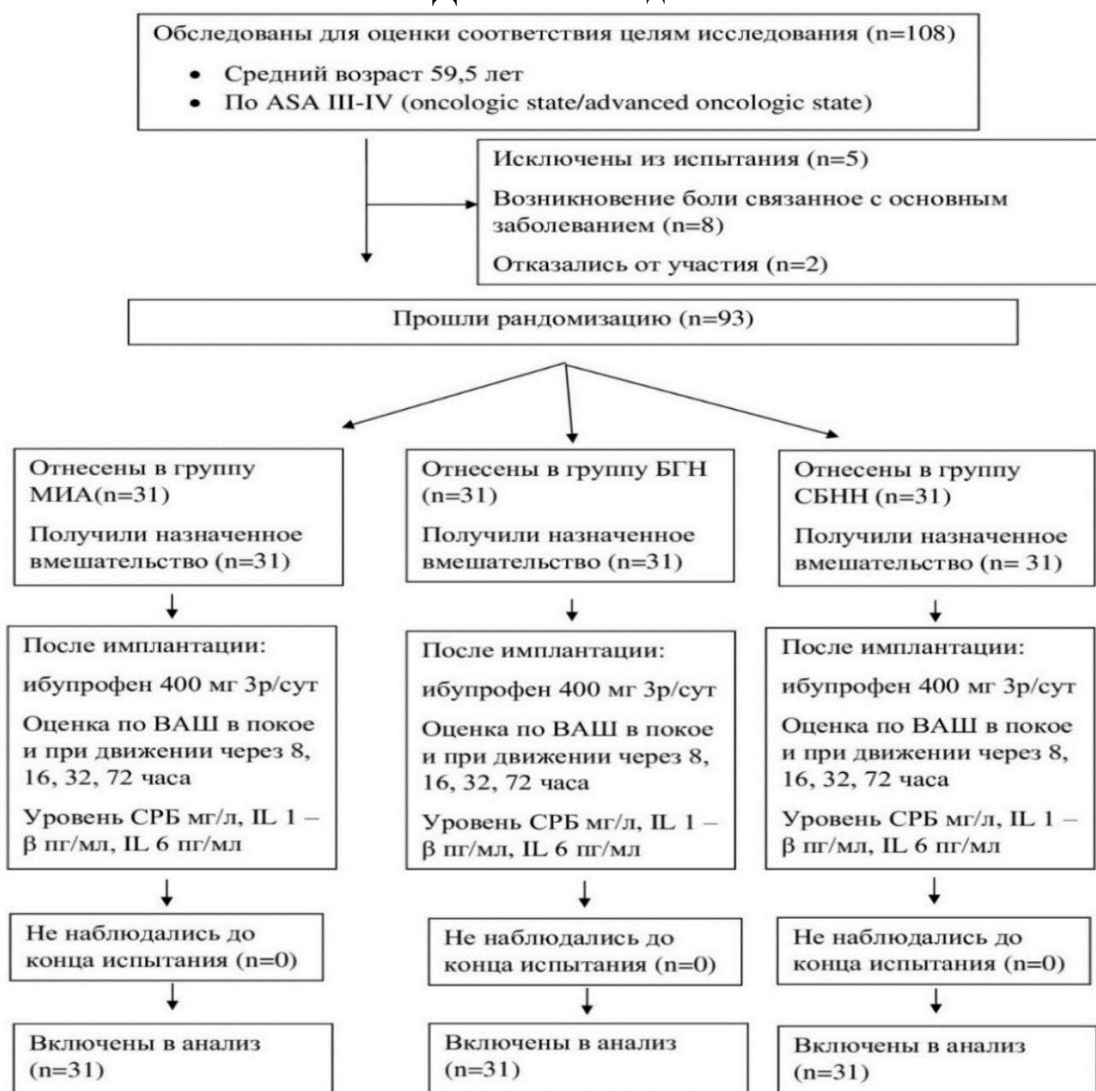 Обследованы для оценки соответствия целям исследования (n=108)
• Средний возраст 59,5 лет
• По ASA III-IV (oncologic state/advanced oncologic state)
Исключены из испытания (n=5)
Возникновение боли связанное с основным
заболеванием (n=8)
Отказались от участия (n=2)
Прошли рандомизацию (n=93)
Отнесены в группу
МИА(n=31)
Получили назначенное
вмешательство (n=31)
Отнесены в группу БГН
(n=31)
Получили назначенное
вмешательство (n=31)
Отнесены в группу
СБНН (n=31)
Получили назначенное
вмешательство (n= 31)
После имплантации:
ибупрофен 400 мг 3р/сут
Оценка по ВАШ в покое
и при движении через 8,
16, 32, 72 часа
Уровень СРБ мг/л, IL 1 –
β пг/мл, IL 6 пг/мл
После имплантации:
ибупрофен 400 мг 3р/сут
Оценка по ВАШ в покое
и при движении через 8,
16, 32, 72 часа
Уровень СРБ мг/л, IL 1 –
β пг/мл, IL 6 пг/мл
После имплантации:
ибупрофен 400 мг 3р/сут
Оценка по ВАШ в покое
и при движении через 8,
16, 32, 72 часа
Уровень СРБ мг/л, IL 1 –
β пг/мл, IL 6 пг/мл
Не наблюдались до
конца испытания (n=0)
Не наблюдались до
конца испытания (n=0)
Не наблюдались до
конца испытания (n=0)
Включены в анализ
(n=31)
Включены в анализ
(n=31)
Включены в анализ
(n=31)